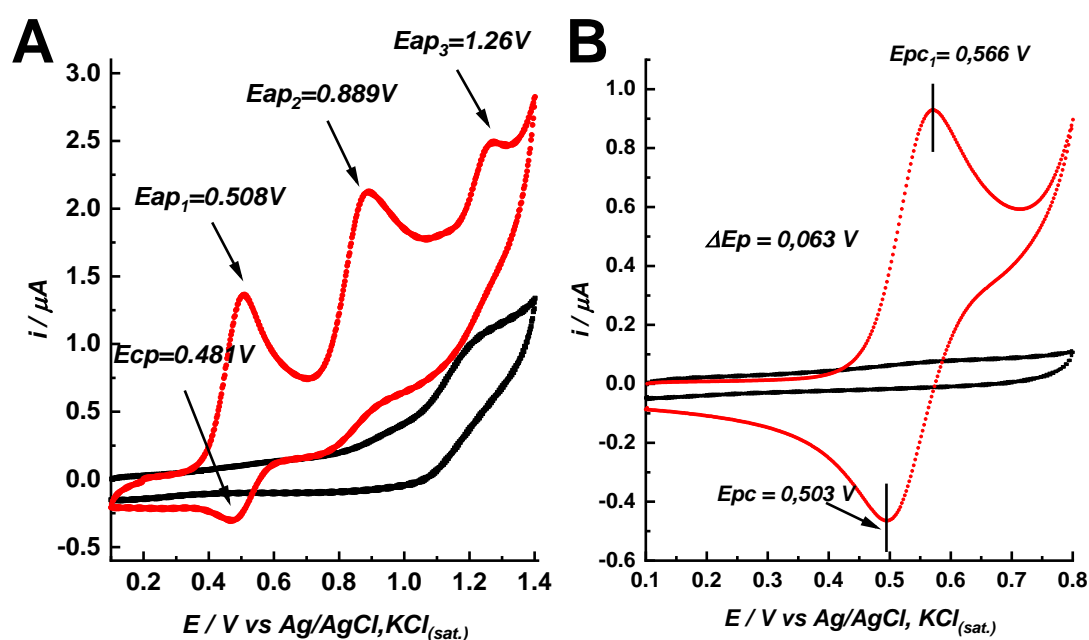 A
Eap3=1.26V
Eap2=0.889V
Eap1=0.508V
Ecp=0.481V
i / μA
3.0
2.5
2.0
1.5
1.0
0.5
0.0
-0.5
0.2 0.4 0.6 0.8 1.0 1.2 1.4
E / V vs Ag/AgCl,KCl(sat.)
B
Epc1 = 0,566 V
ΔEp = 0,063 V
Epc = 0,503 V
i / μA
1.0
0.8
0.6
0.4
0.2
0.0
-0.2
-0.4
-0.6
0.1 0.2 0.3 0.4 0.5 0.6 0.7 0.8
E / V vs Ag/AgCl, KCl(sat.)